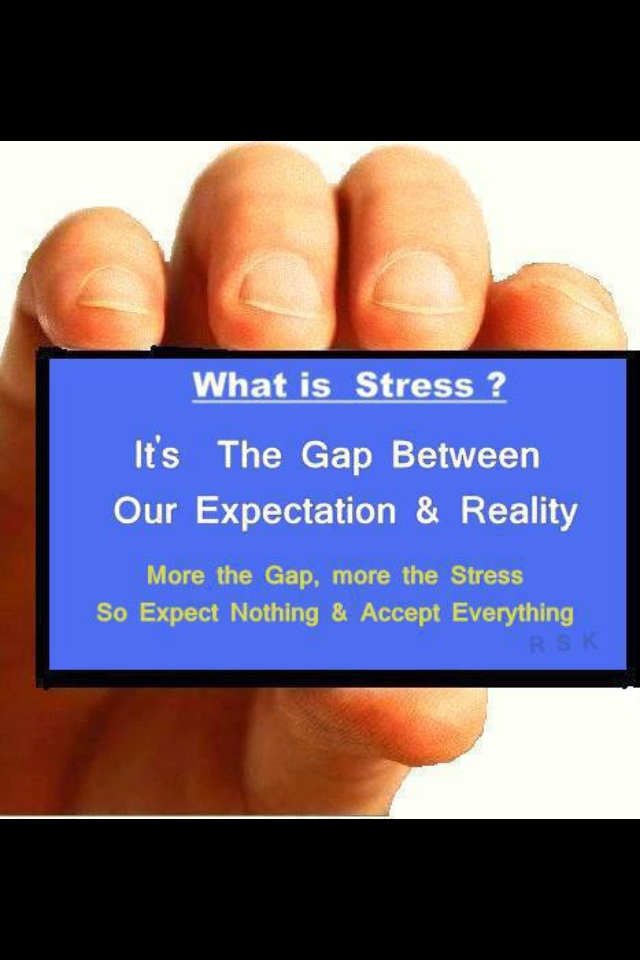 What is Stress ?
It's The Gap Between
Our Expectation & Reality
More the Gap, more the Stress
So Expect Nothing & Accept Everything
R S K